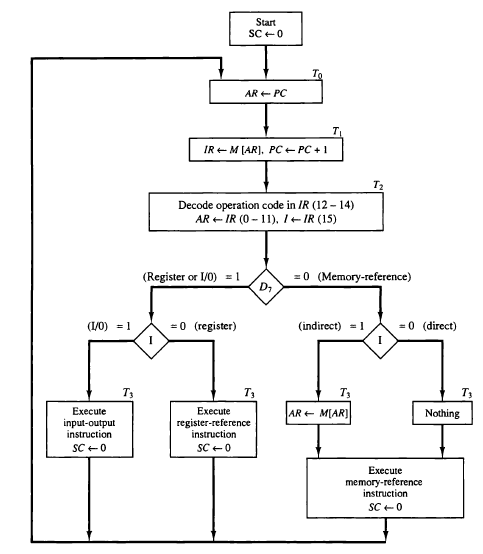 Start
SC ← 0
T0
AR ← PC
T1
IR ← M [AR], PC ← PC + 1
T2
Decode operation code in IR (12 – 14)
AR ← IR (0 – 11), I ← IR (15)
(Register or I/0) = 1
D7
= 0 (Memory-reference)
(I/0) = 1
I
= 0 (register)
(indirect) = 1
I
= 0 (direct)
T3
Execute
input-output
instruction
SC ← 0
T3
Execute
register-reference
instruction
SC ← 0
T3
AR ← M[AR]
T3
Nothing
Execute
memory-reference
instruction
SC ← 0